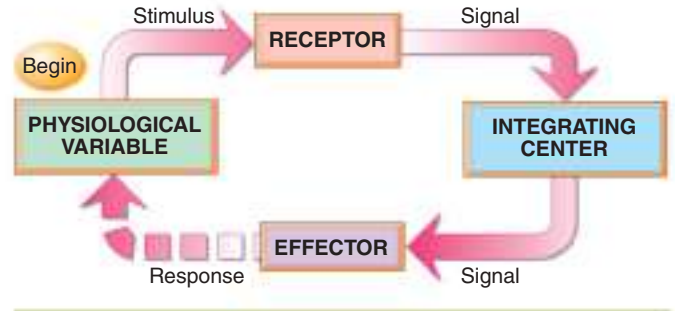 Stimulus
Signal
RECEPTOR
Begin
PHYSIOLOGICAL
VARIABLE
INTEGRATING
CENTER
EFFECTOR
Response
Signal